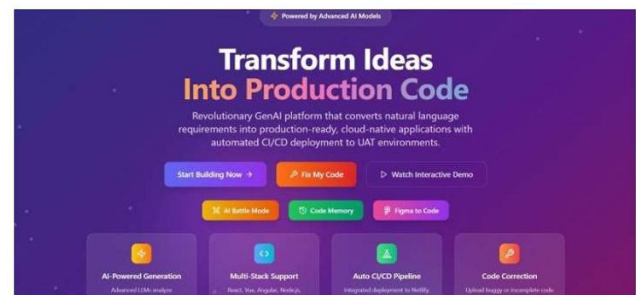 Powered by Advanced AI Models
Transform Ideas
Into Production Code
Revolutionary GenAI platform that converts natural language
requirements into production-ready, cloud-native applications with
automated CI/CD deployment to UAT environments.
Start Building Now →
Fix My Code
Watch Interactive Demo
AI Battle Mode
Code Memory
Figma to Code
AI-Powered Generation
Multi-Stack Support
Auto CI/CD Pipeline
Code Correction
Advanced LLMs analyze
React, Vue, Angular, Node.js,
Integrated deployment to Netlify,
Upload buggy or incomplete code